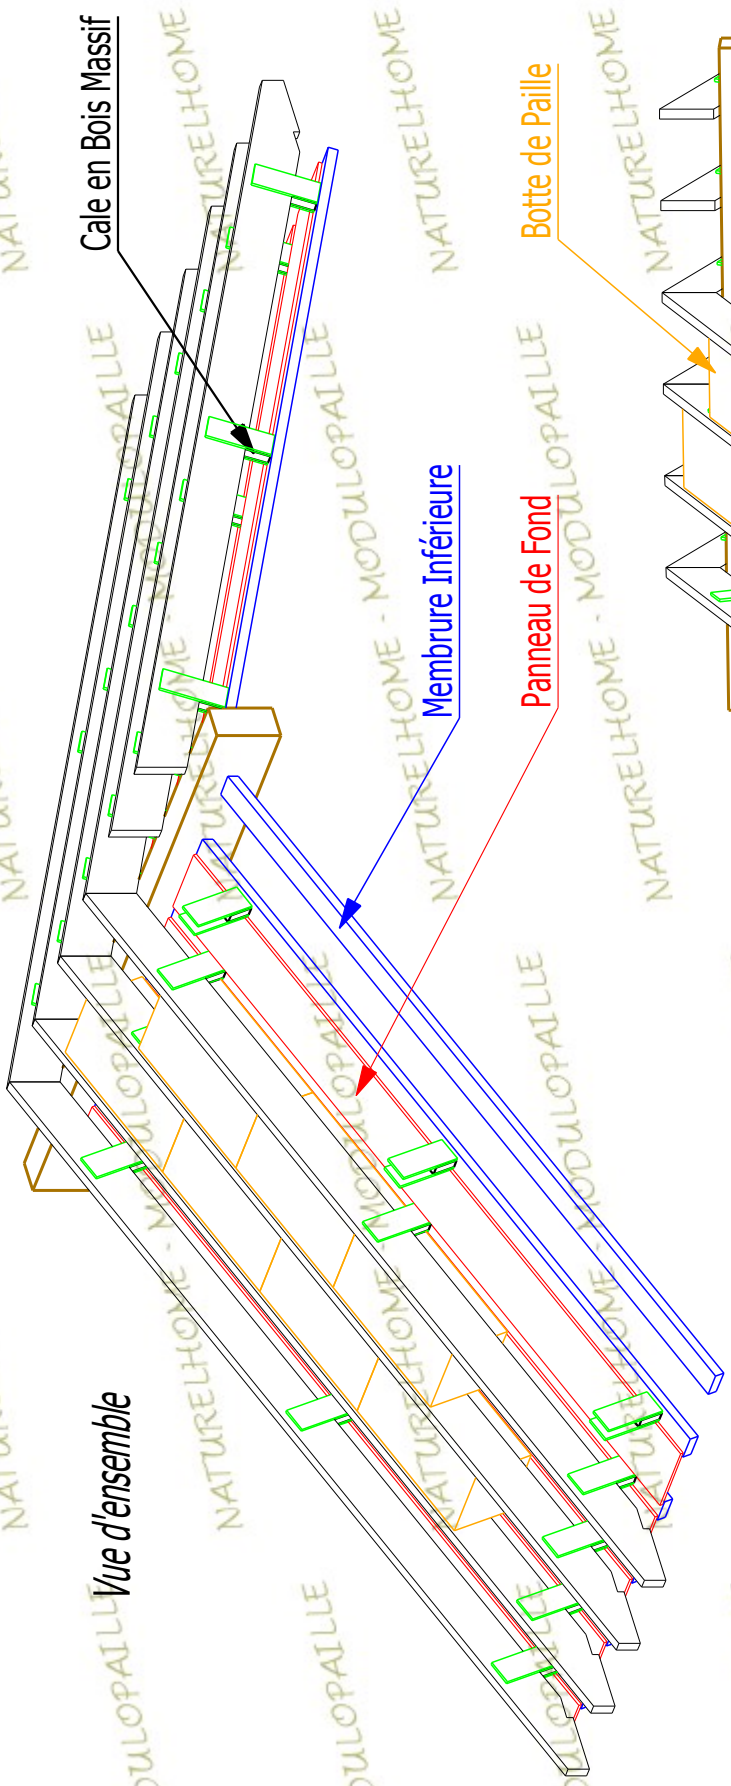 Vue d'ensemble
Cale en Bois Massif
Botte de Paille
Membrure Inférieure
Panneau de Fond
NATURELHOME - MODULOPAILLE